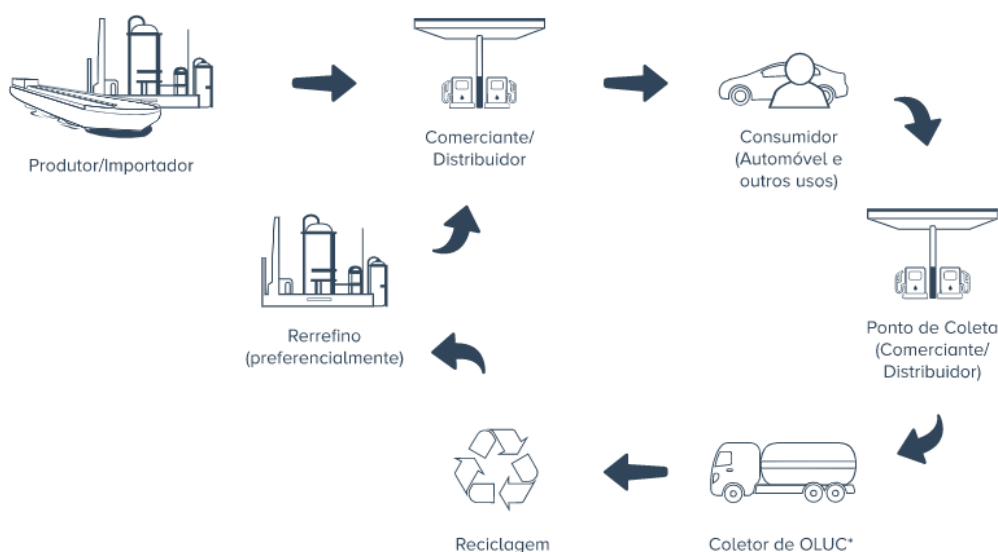 Produtor/Importador
Comerciante/
Distribuidor
Consumidor
(Automóvel e
outros usos)
Ponto de Coleta
(Comerciante/
Distribuidor)
Coletor de OLUC*
Reciclagem
Rerrefino
(preferencialmente)